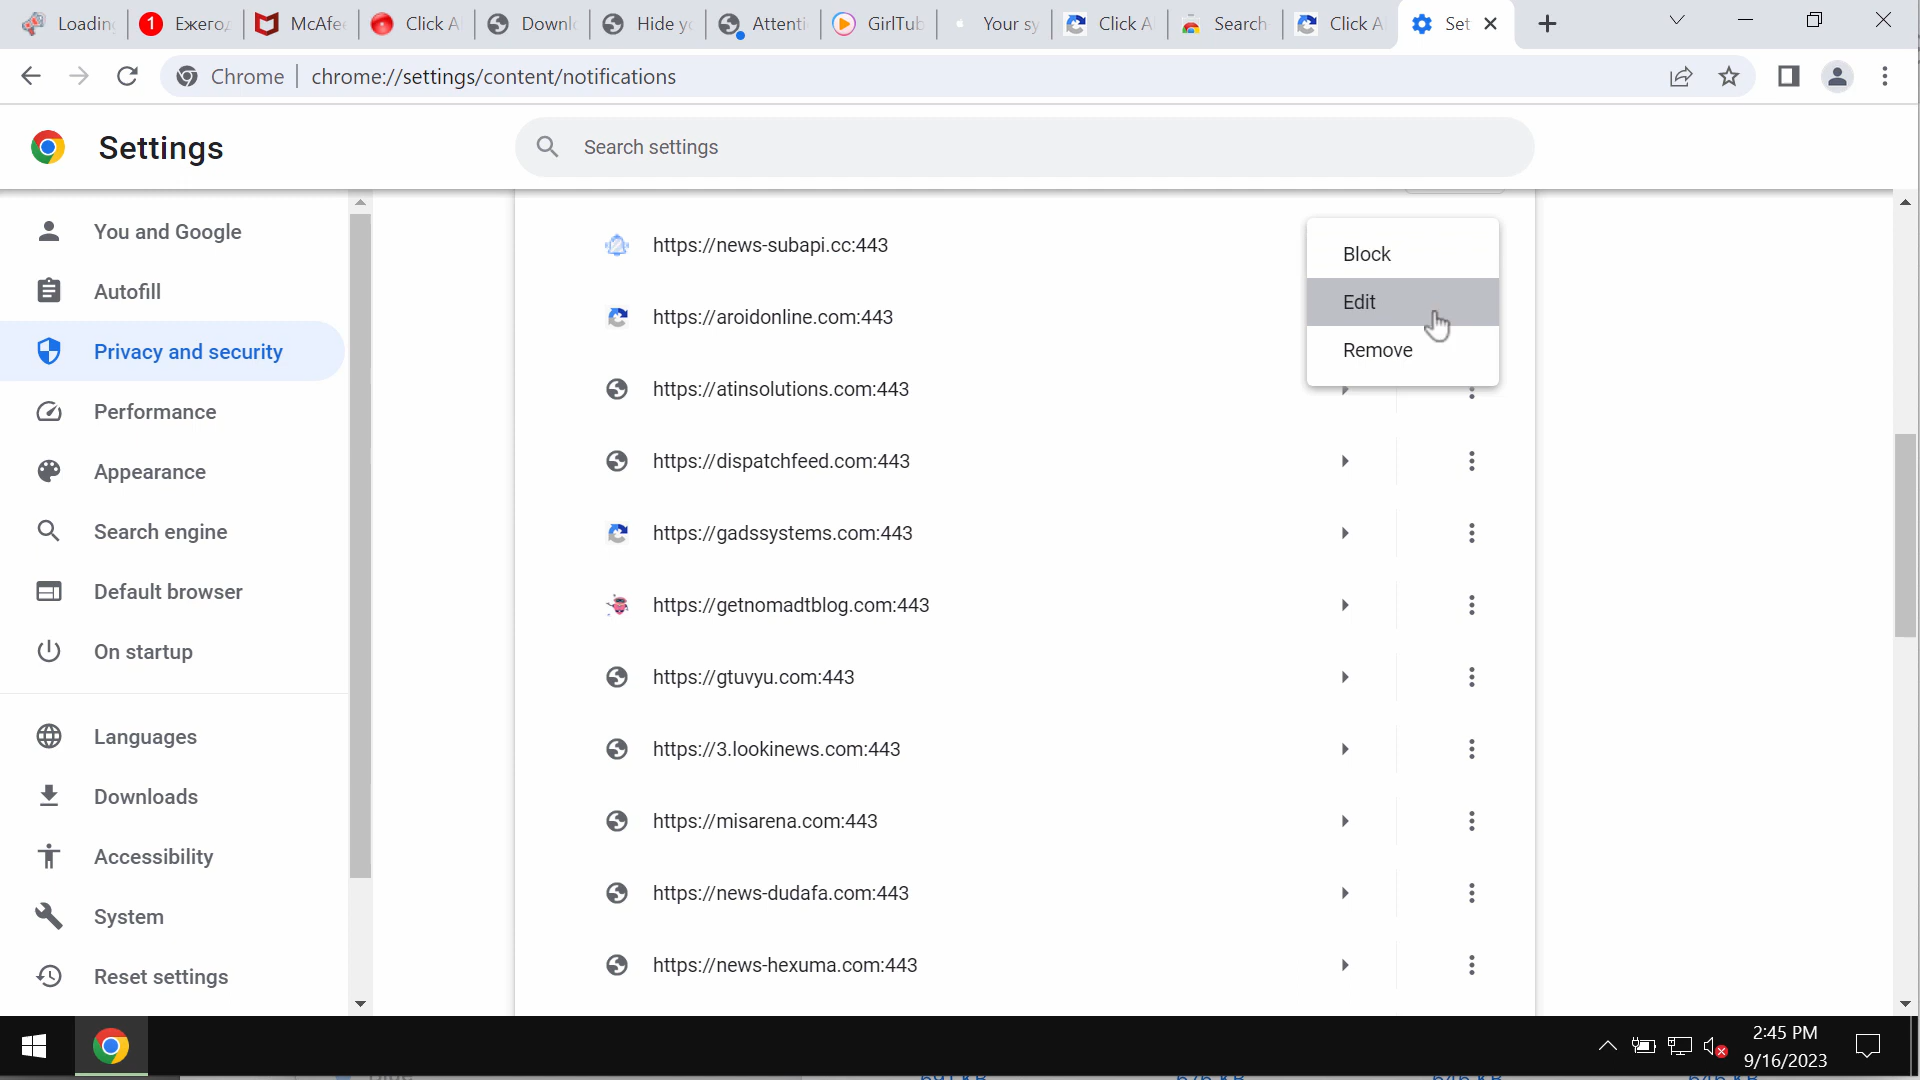 Loading
1 Ежего
McAfee
Click A
Downl
Hide y
Attenti
GirlTub
Your sy
Click A
Search
Click A
Set
Chrome
chrome://settings/content/notifications
Settings
Search settings
You and Google
Autofill
Privacy and security
Performance
Appearance
Search engine
Default browser
On startup
Languages
Downloads
Accessibility
System
Reset settings
https://news-subapi.cc:443
https://aroidonline.com:443
https://atinsolutions.com:443
https://dispatchfeed.com:443
https://gadssystems.com:443
https://getnomadtblog.com:443
https://gtuvyu.com:443
https://3.lookinews.com:443
https://misarena.com:443
https://news-dudafa.com:443
https://news-hexuma.com:443
Block
Edit
Remove
2:45 PM
9/16/2023